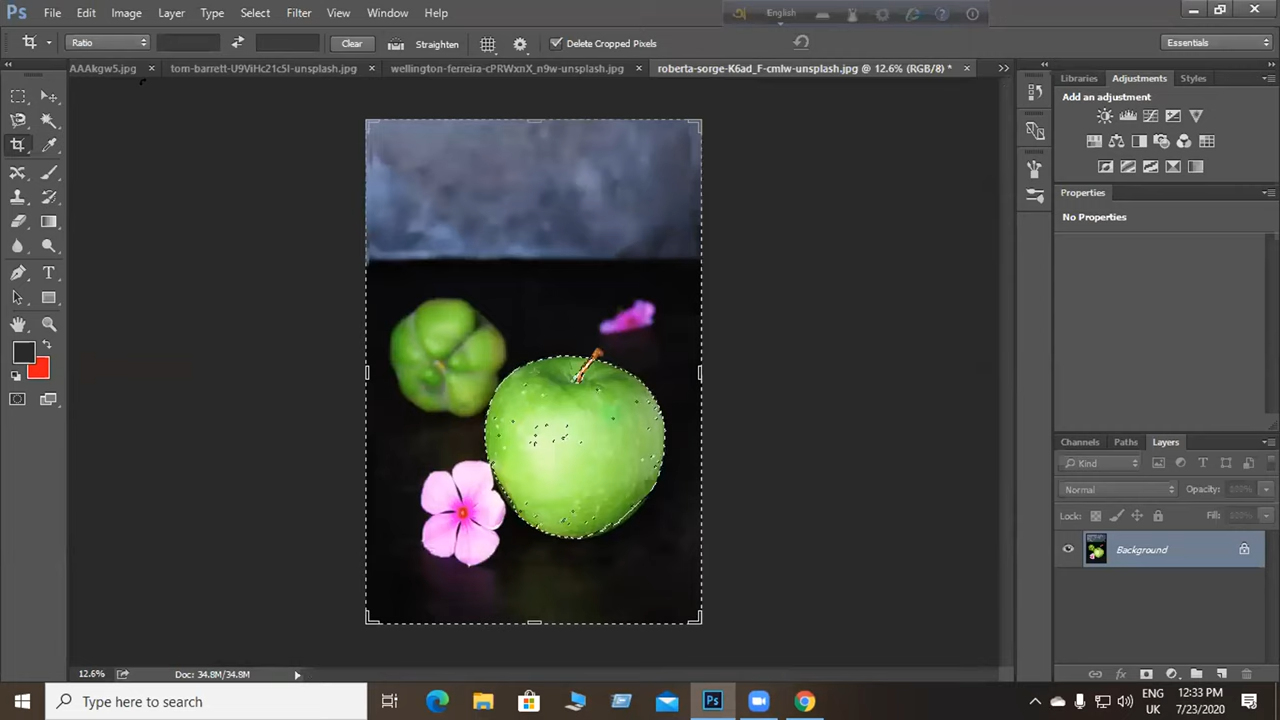 Ps File Edit Image Layer Type Select Filter View Window Help
English
Ratio Clear Straighten Delete Cropped Pixels Essentials
AAAkgw5.jpg tom-barrett-U9ViHc21c5I-unsplash.jpg wellington-ferreira-cPRWxnX_n9w-unsplash.jpg roberta-sorge-K6ad_F-cmlw-unsplash.jpg @ 12.6% (RGB/8) *
Libraries Adjustments Styles
Add an adjustment
Properties
No Properties
Channels Paths Layers
Kind
Normal Opacity:
Lock: Fill:
Background
12.6% Doc: 34.8M/34.8M
Type here to search
Ps
ENG 12:33 PM
UK 7/23/2020